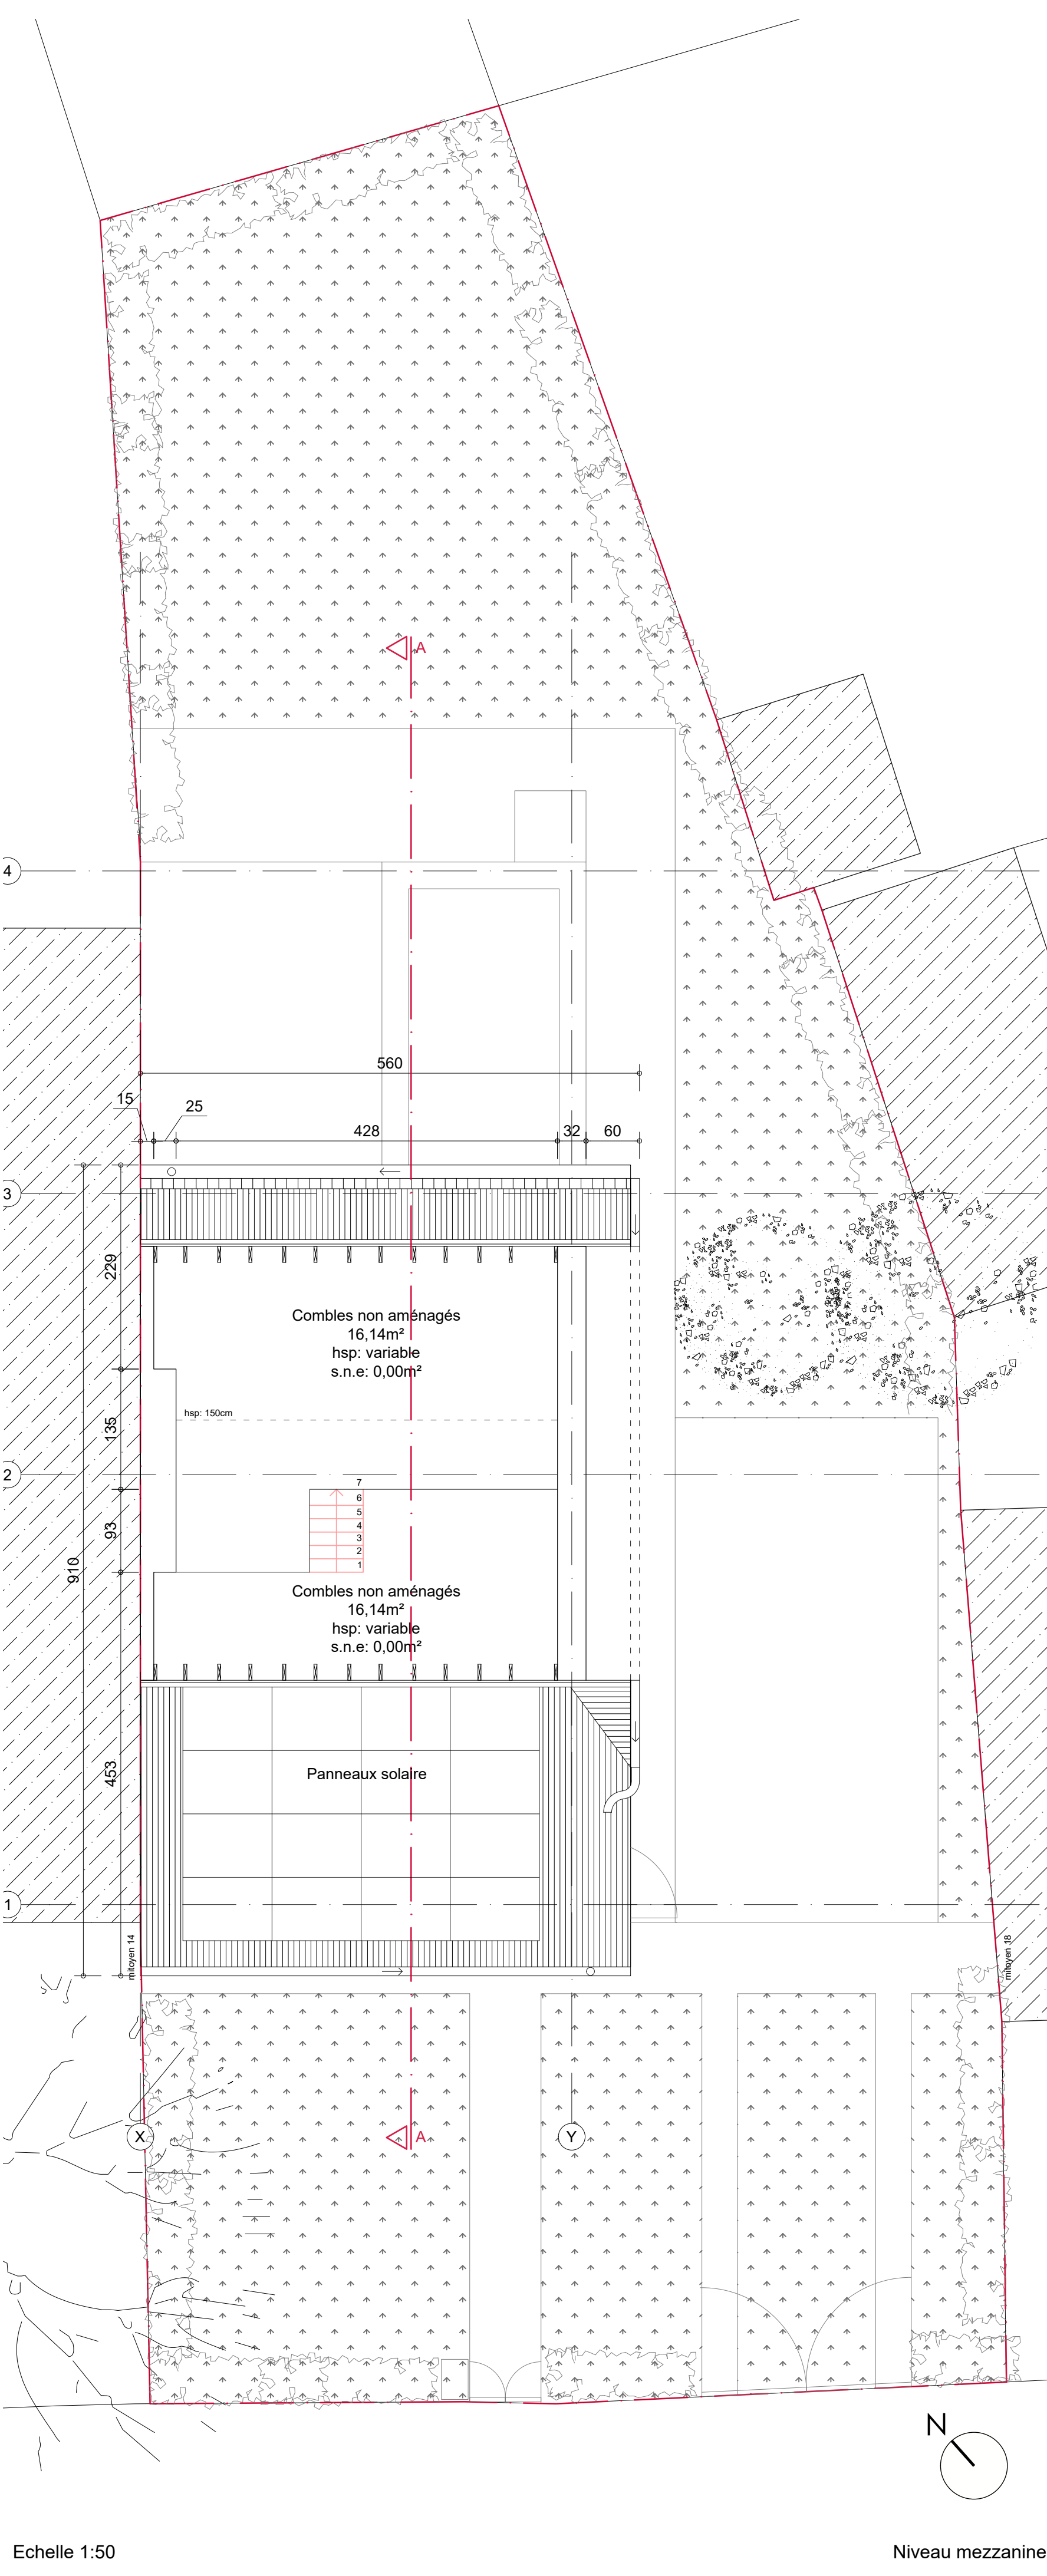 A
4
560
15
25
428
32
60
3
229
Combles non aménagés
16,14m²
hsp: variable
s.n.e: 0,00m²
hsp: 150cm
135
2
7
6
5
4
3
2
1
93
910
Combles non aménagés
16,14m²
hsp: variable
s.n.e: 0,00m²
Panneaux solaire
453
1
mitoyen 14
mitoyen 18
X
A
Y
N
Echelle 1:50
Niveau mezzanine